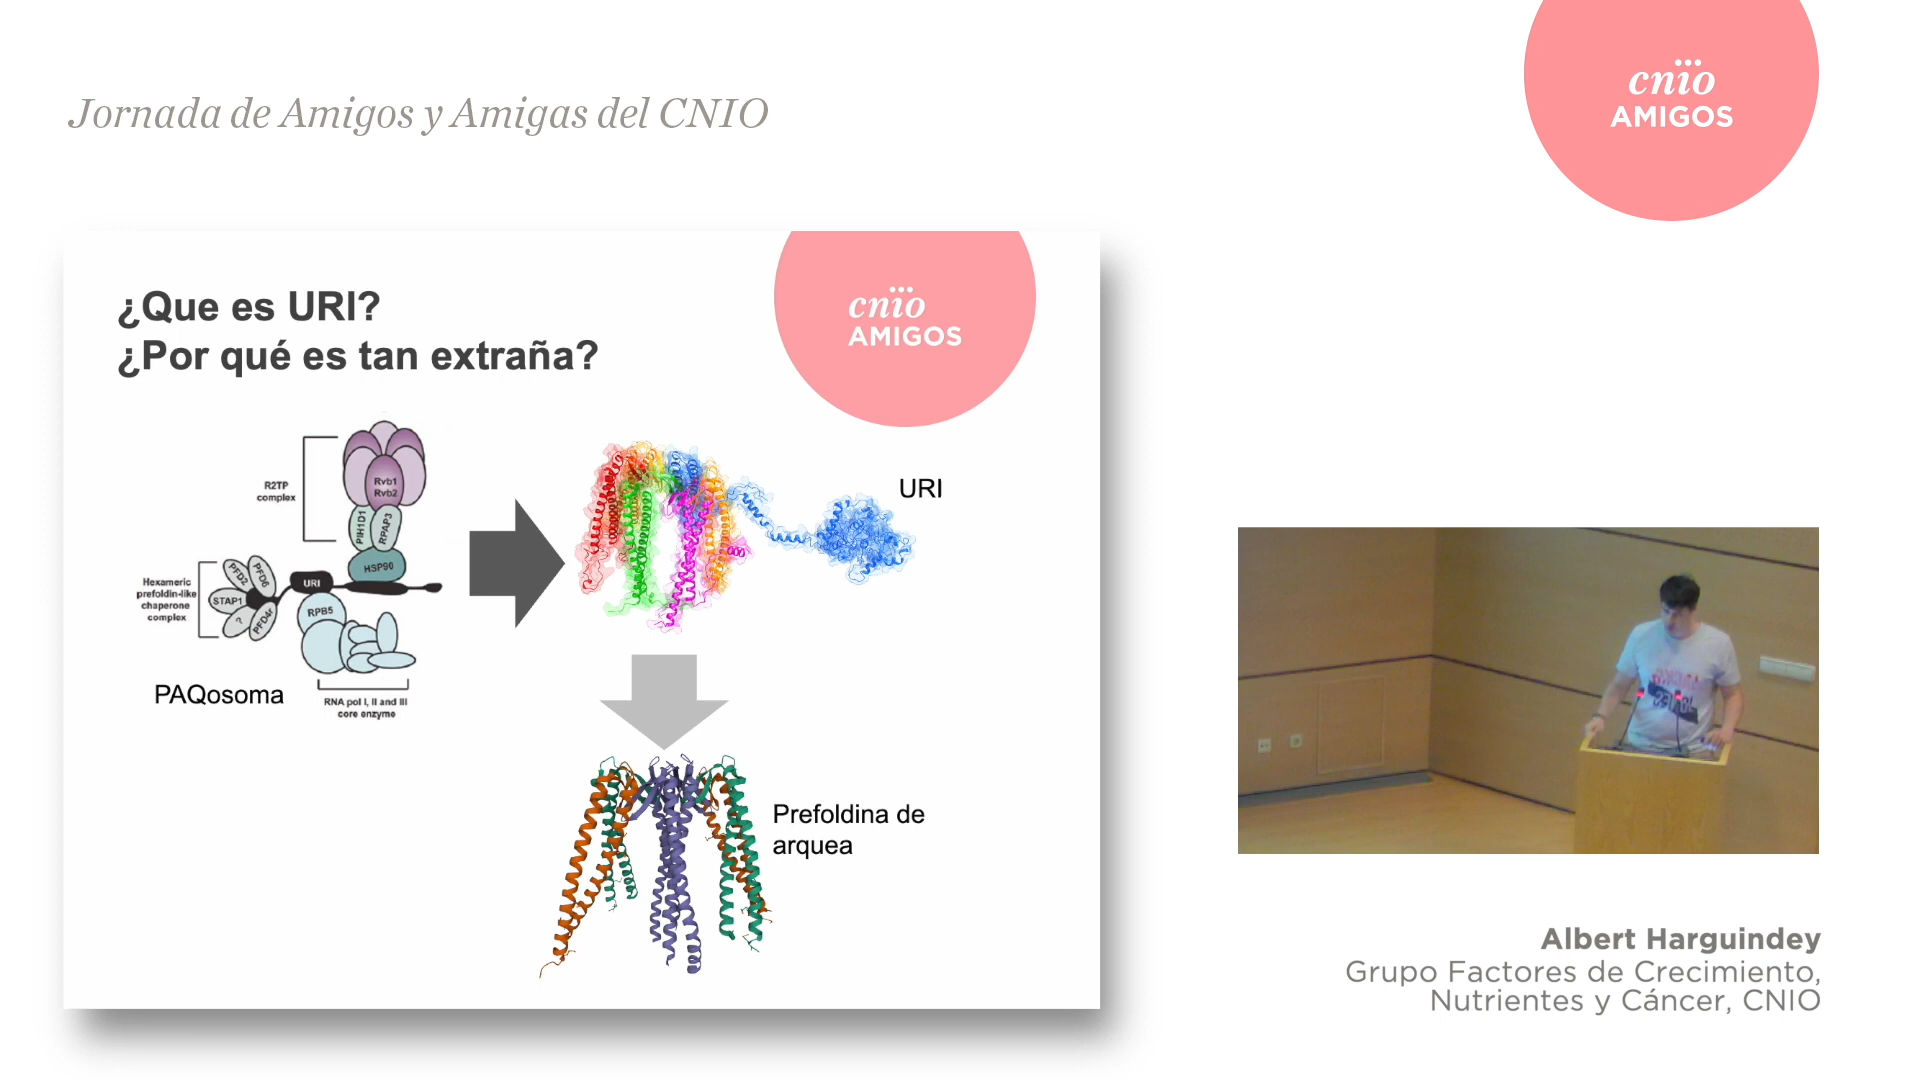 Jornada de Amigos y Amigas del CNIO
cnio
AMIGOS
¿Que es URI?
¿Por qué es tan extraña?
cnio
AMIGOS
R2TP
complex
Rvb1
Rvb2
PIH1D1
RPAP3
HSP90
Hexameric
prefoldin-like
chaperone
complex
PFD2
PFD6
STAP1
?
PFD4r
URI
RPB5
RNA pol I, II and III
core enzyme
PAQosoma
URI
Prefoldina de
arquea
Albert Harguindey
Grupo Factores de Crecimiento,
Nutrientes y Cáncer, CNIO